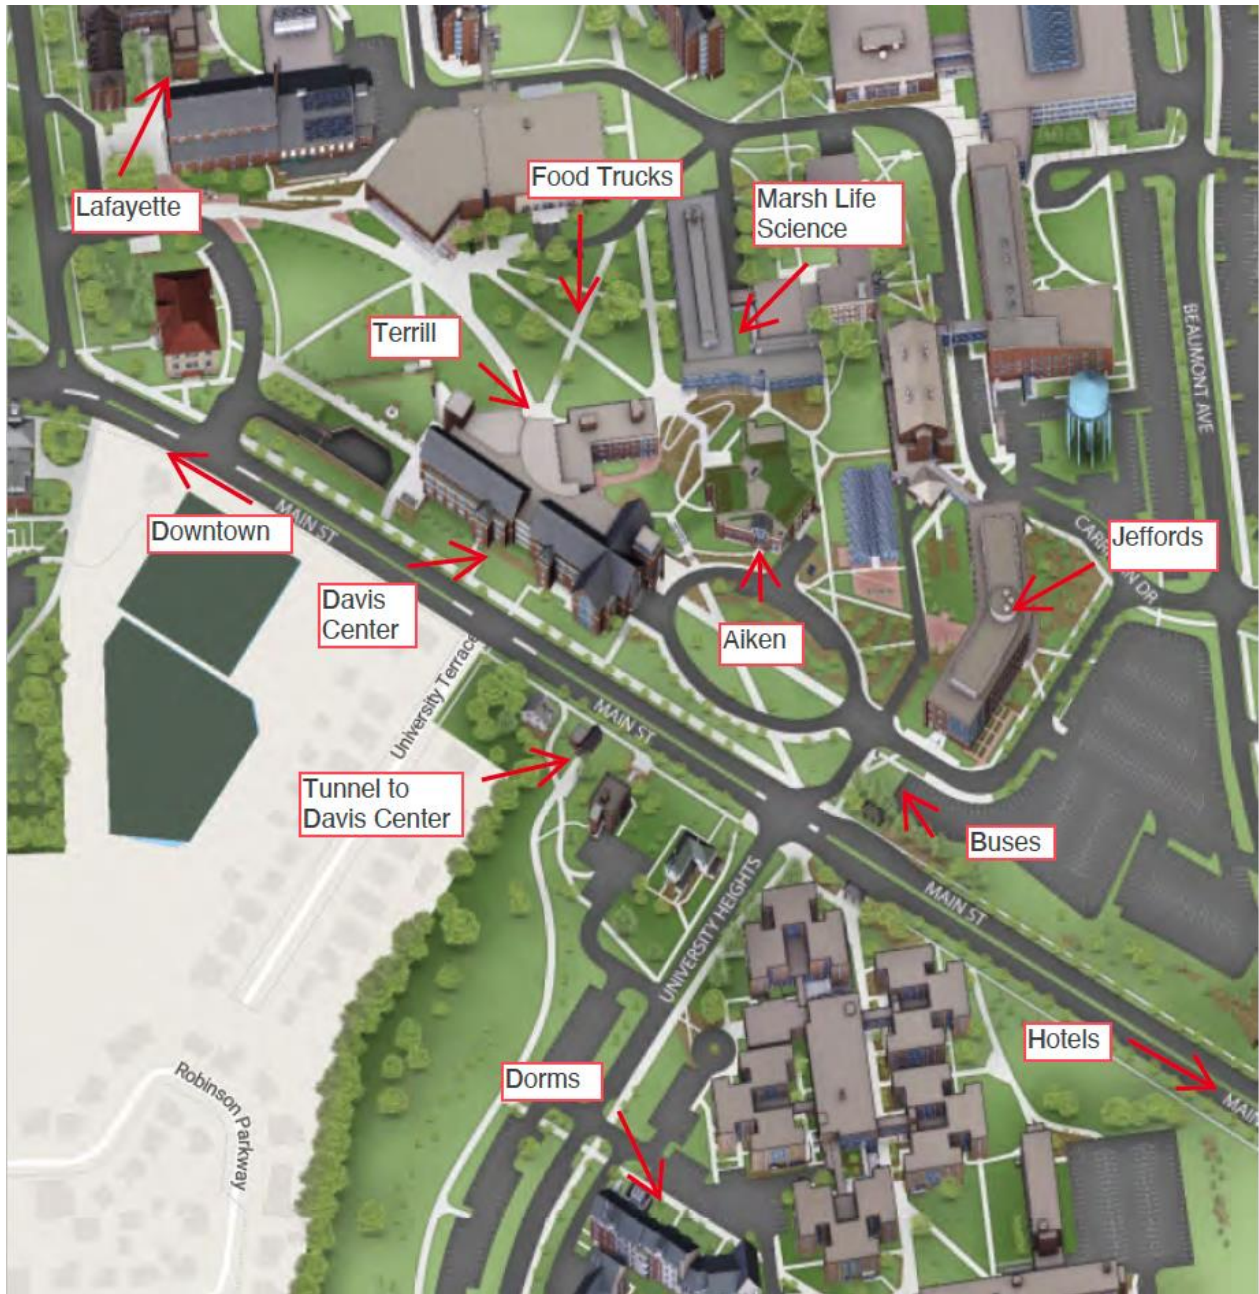 Lafayette
Food Trucks
Marsh Life
Science
Terrill
BEAUMONT AVE
Downtown
MAIN ST
Jeffords
Davis
Center
Aiken
University Terrace
MAIN ST
Tunnel to
Davis Center
Buses
MAIN ST
UNIVERSITY HEIGHTS
Hotels
Dorms
Robinson Parkway